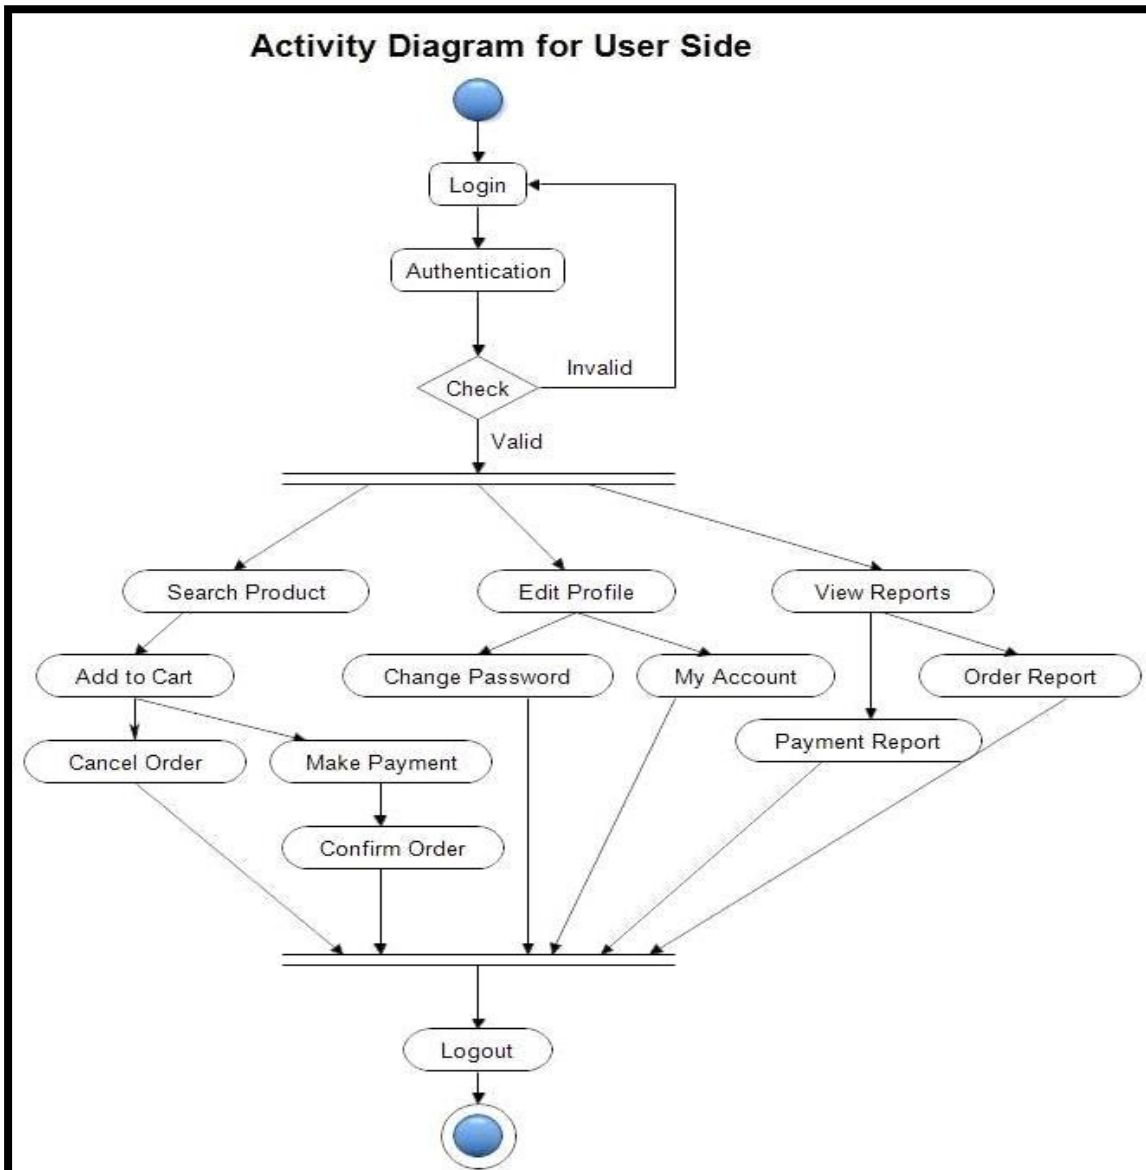 Activity Diagram for User Side
Login
Authentication
Invalid
Check
Valid
Search Product
Edit Profile
View Reports
Add to Cart
Change Password
My Account
Order Report
Cancel Order
Make Payment
Payment Report
Confirm Order
Logout